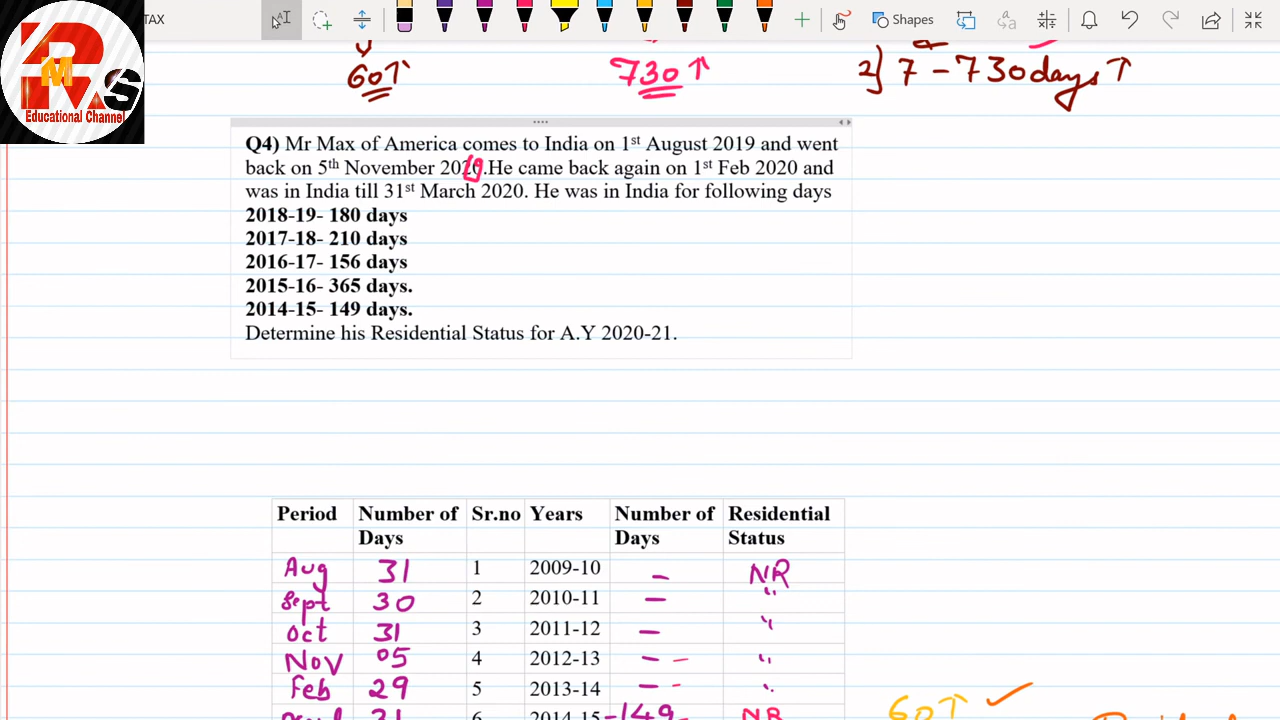 TAX
Shapes
RMS
Educational Channel
60↑
730↑
2) 7 - 730 days ↑
Q4) Mr Max of America comes to India on 1st August 2019 and went
back on 5th November 2019.He came back again on 1st Feb 2020 and
was in India till 31st March 2020. He was in India for following days
2018-19- 180 days
2017-18- 210 days
2016-17- 156 days
2015-16- 365 days.
2014-15- 149 days.
Determine his Residential Status for A.Y 2020-21.
Period Number of Days Sr.no Years Number of Days Residential Status
Aug 31 1 2009-10 – NR
Sept 30 2 2010-11 – "
Oct 31 3 2011-12 – "
Nov 05 4 2012-13 – "
Feb 29 5 2013-14 – "
31 6 2014-15 -149 NR
60↑ ✓